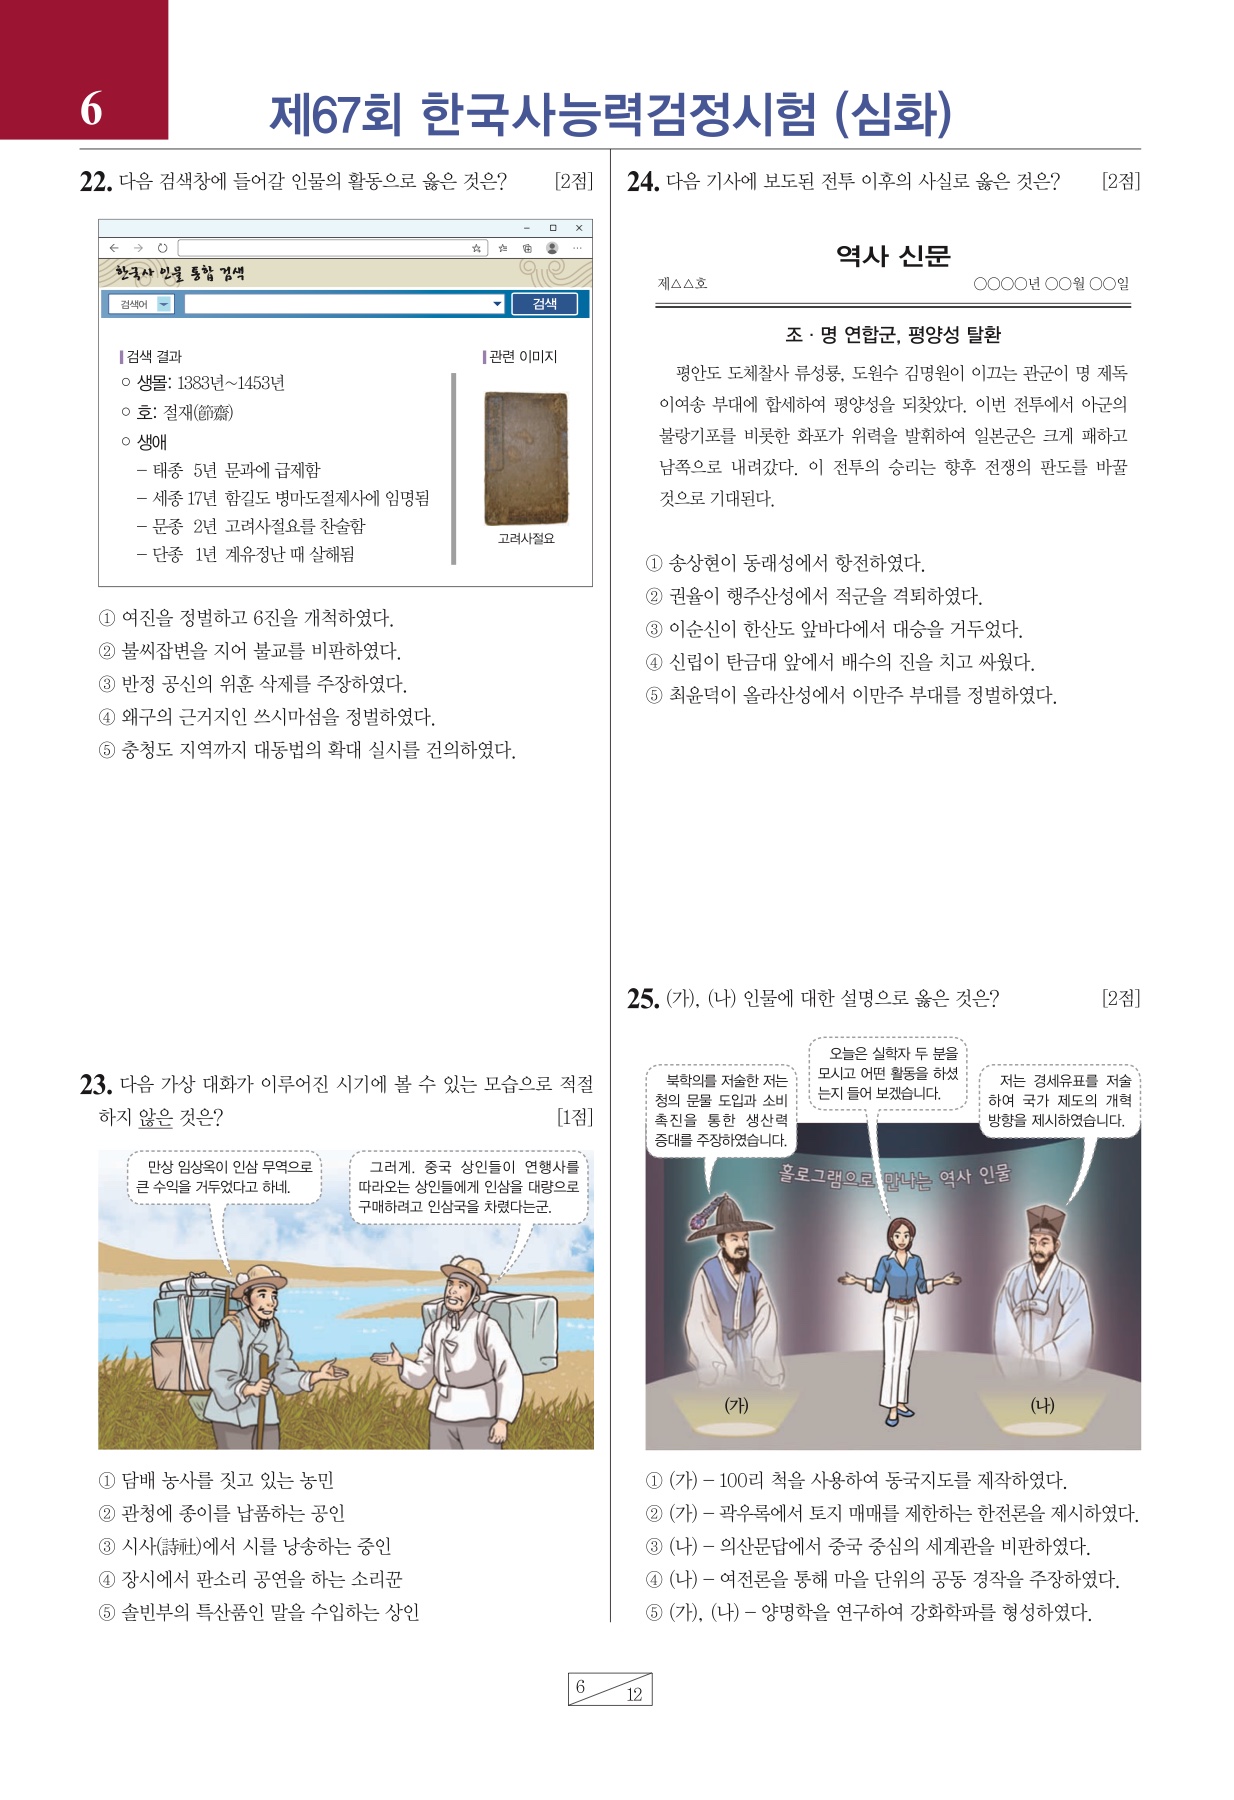 6
제67회 한국사능력검정시험 (심화)
22. 다음 검색창에 들어갈 인물의 활동으로 옳은 것은? [2점]
한국사 인물 통합 검색
검색어 검색
검색 결과
관련 이미지
○ 생몰: 1383년~1453년
○ 호: 절재(節齋)
○ 생애
– 태종 5년 문과에 급제함
– 세종 17년 함길도 병마도절제사에 임명됨
– 문종 2년 고려사절요를 찬술함
– 단종 1년 계유정난 때 살해됨
고려사절요
① 여진을 정벌하고 6진을 개척하였다.
② 불씨잡변을 지어 불교를 비판하였다.
③ 반정 공신의 위훈 삭제를 주장하였다.
④ 왜구의 근거지인 쓰시마섬을 정벌하였다.
⑤ 충청도 지역까지 대동법의 확대 실시를 건의하였다.
23. 다음 가상 대화가 이루어진 시기에 볼 수 있는 모습으로 적절
하지 않은 것은? [1점]
만상 임상옥이 인삼 무역으로
큰 수익을 거두었다고 하네.
그러게. 중국 상인들이 연행사를
따라오는 상인들에게 인삼을 대량으로
구매하려고 인삼국을 차렸다는군.
① 담배 농사를 짓고 있는 농민
② 관청에 종이를 납품하는 공인
③ 시사(詩社)에서 시를 낭송하는 중인
④ 장시에서 판소리 공연을 하는 소리꾼
⑤ 솔빈부의 특산품인 말을 수입하는 상인
24. 다음 기사에 보도된 전투 이후의 사실로 옳은 것은? [2점]
역사 신문
제△△호 ○○○○년 ○○월 ○○일
조·명 연합군, 평양성 탈환
평안도 도체찰사 류성룡, 도원수 김명원이 이끄는 관군이 명 제독
이여송 부대에 합세하여 평양성을 되찾았다. 이번 전투에서 아군의
불랑기포를 비롯한 화포가 위력을 발휘하여 일본군은 크게 패하고
남쪽으로 내려갔다. 이 전투의 승리는 향후 전쟁의 판도를 바꿀
것으로 기대된다.
① 송상현이 동래성에서 항전하였다.
② 권율이 행주산성에서 적군을 격퇴하였다.
③ 이순신이 한산도 앞바다에서 대승을 거두었다.
④ 신립이 탄금대 앞에서 배수의 진을 치고 싸웠다.
⑤ 최윤덕이 올라산성에서 이만주 부대를 정벌하였다.
25. (가), (나) 인물에 대한 설명으로 옳은 것은? [2점]
북학의를 저술한 저는
청의 문물 도입과 소비
촉진을 통한 생산력
증대를 주장하였습니다.
오늘은 실학자 두 분을
모시고 어떤 활동을 하셨
는지 들어 보겠습니다.
저는 경세유표를 저술
하여 국가 제도의 개혁
방향을 제시하였습니다.
홀로그램으로 만나는 역사 인물
(가)
(나)
① (가) – 100리 척을 사용하여 동국지도를 제작하였다.
② (가) – 곽우록에서 토지 매매를 제한하는 한전론을 제시하였다.
③ (나) – 의산문답에서 중국 중심의 세계관을 비판하였다.
④ (나) – 여전론을 통해 마을 단위의 공동 경작을 주장하였다.
⑤ (가), (나) – 양명학을 연구하여 강화학파를 형성하였다.
6
12